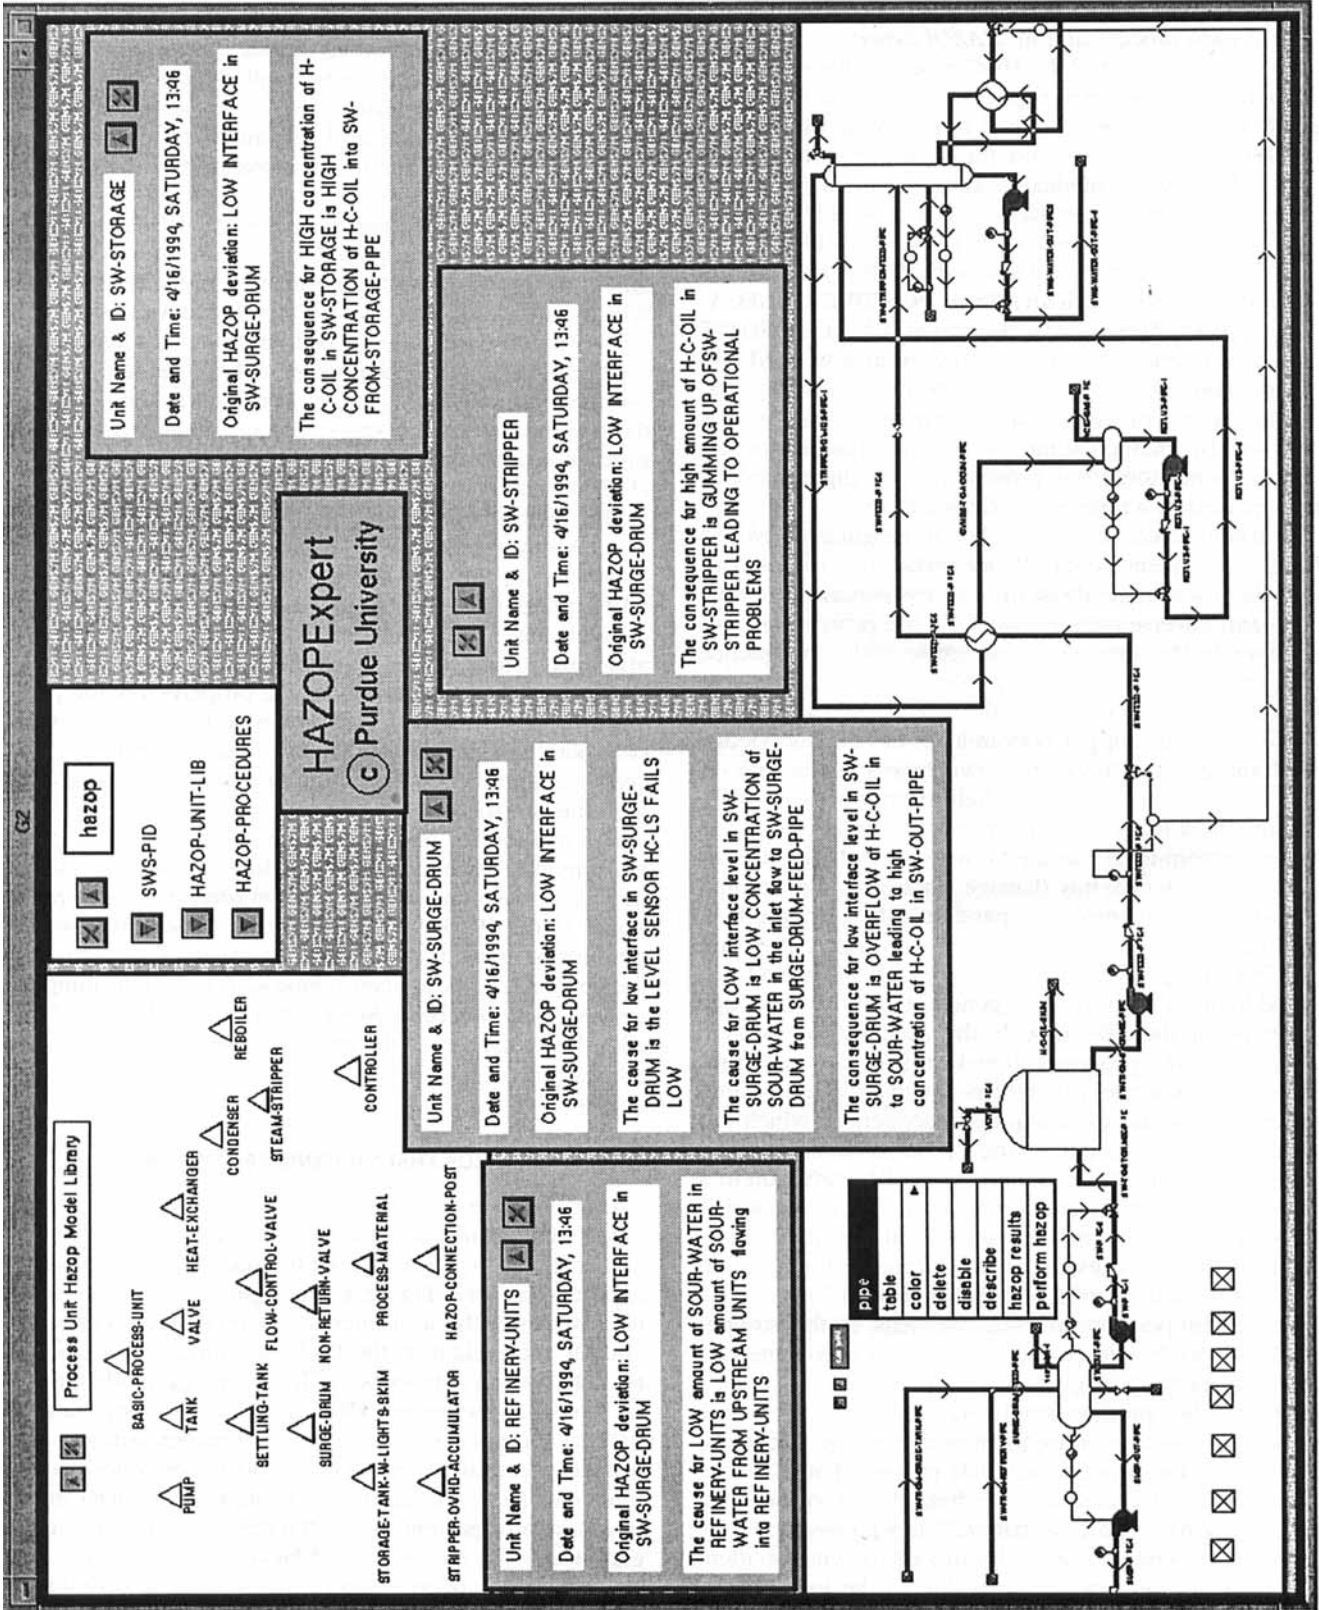 G2
Process Unit Hazop Model Library
BASIC-PROCESS-UNIT
PUMP
TANK
VALVE
HEAT-EXCHANGER
CONDENSER
REBOILER
SETTLING-TANK
FLOW-CONTROL-VALVE
STEAM-STRIPPER
SURGE-DRUM
NON-RETURN-VALVE
STORAGE-TANK-W-LIGHTS-SKIM
PROCESS-MATERIAL
CONTROLLER
STRIPPER-OVHD-ACCUMULATOR
HAZOP-CONNECTION-POST
hazop
SWS-PID
HAZOP-UNIT-LIB
HAZOP-PROCEDURES
HAZOPExpert
© Purdue University
Unit Name & ID: SW-STORAGE
Date and Time: 4/16/1994, SATURDAY, 13:46
Original HAZOP deviation: LOW INTERFACE in
SW-SURGE-DRUM
The consequence for HIGH concentration of H-
C-OIL in SW-STORAGE is HIGH
CONCENTRATION of H-C-OIL into SW-
FROM-STORAGE-PIPE
Unit Name & ID: REFINERY-UNITS
Date and Time: 4/16/1994, SATURDAY, 13:46
Original HAZOP deviation: LOW INTERFACE in
SW-SURGE-DRUM
The cause for LOW amount of SOUR-WATER in
REFINERY-UNITS is LOW amount of SOUR-
WATER FROM UPSTREAM UNITS flowing
into REFINERY-UNITS
Unit Name & ID: SW-SURGE-DRUM
Date and Time: 4/16/1994, SATURDAY, 13:46
Original HAZOP deviation: LOW INTERFACE in
SW-SURGE-DRUM
The cause for low interface in SW-SURGE-
DRUM is the LEVEL SENSOR HC-LS FAILS
LOW
The cause for LOW interface level in SW-
SURGE-DRUM is LOW CONCENTRATION of
SOUR-WATER in the inlet flow to SW-SURGE-
DRUM from SURGE-DRUM-FEED-PIPE
The consequence for low interface level in SW-
SURGE-DRUM is OVERFLOW of H-C-OIL in
to SOUR-WATER leading to high
concentration of H-C-OIL in SW-OUT-PIPE
Unit Name & ID: SW-STRIPPER
Date and Time: 4/16/1994, SATURDAY, 13:46
Original HAZOP deviation: LOW INTERFACE in
SW-SURGE-DRUM
The consequence for high amount of H-C-OIL in
SW-STRIPPER is GUMMING UP OF SW-
STRIPPER LEADING TO OPERATIONAL
PROBLEMS
pipe
table
color
delete
disable
describe
hazop results
perform hazop